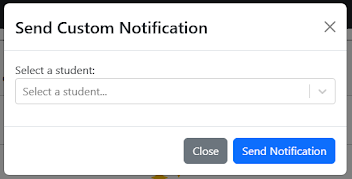 Send Custom Notification
Select a student:
Select a student...
Close
Send Notification